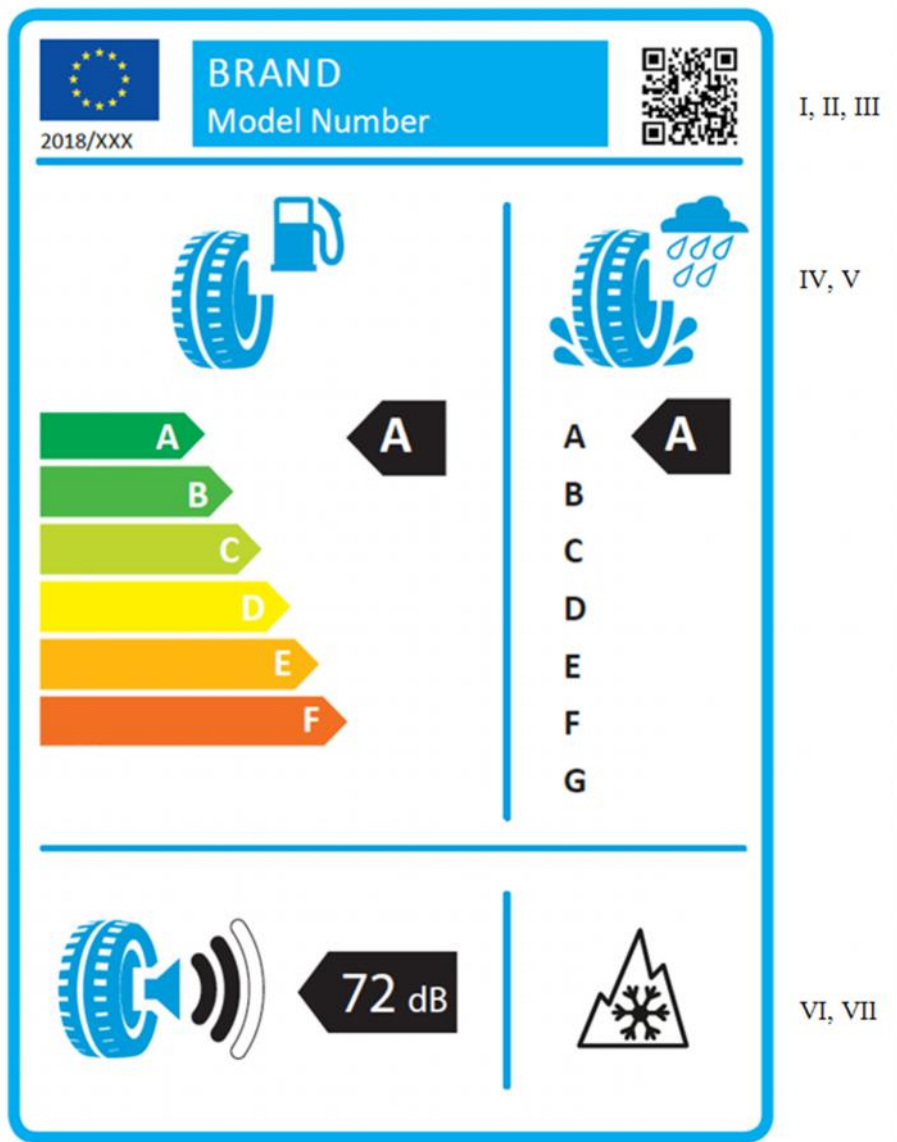 BRAND
Model Number
2018/XXX
I, II, III
IV, V
A
A
A
A
B
B
C
C
D
D
E
E
F
F
G
72 dB
VI, VII